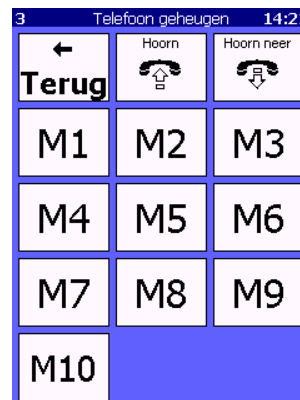 3 Telefoon geheugen 14:2
← Hoorn Hoorn neer
Terug
M1 M2 M3
M4 M5 M6
M7 M8 M9
M10